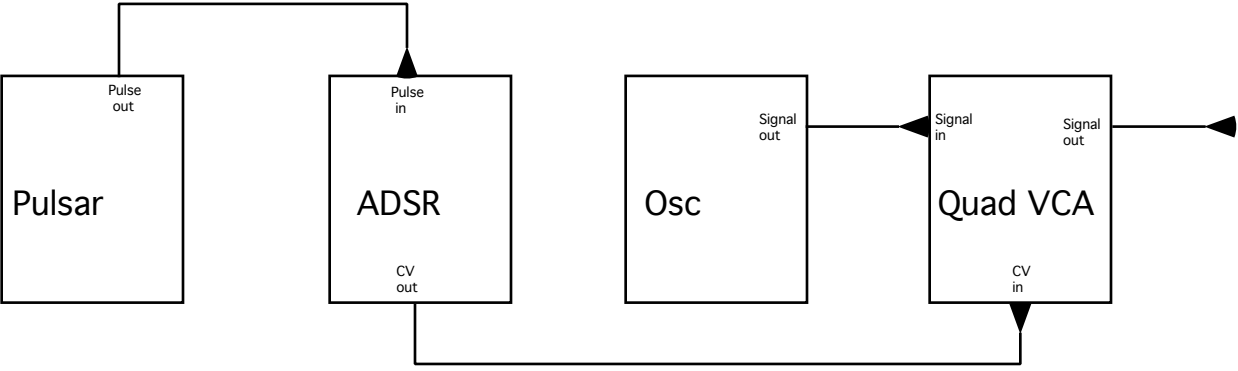 Pulse
out
Pulsar
Pulse
in
ADSR
CV
out
Signal
out
Osc
Signal
in
Signal
out
Quad VCA
CV
in